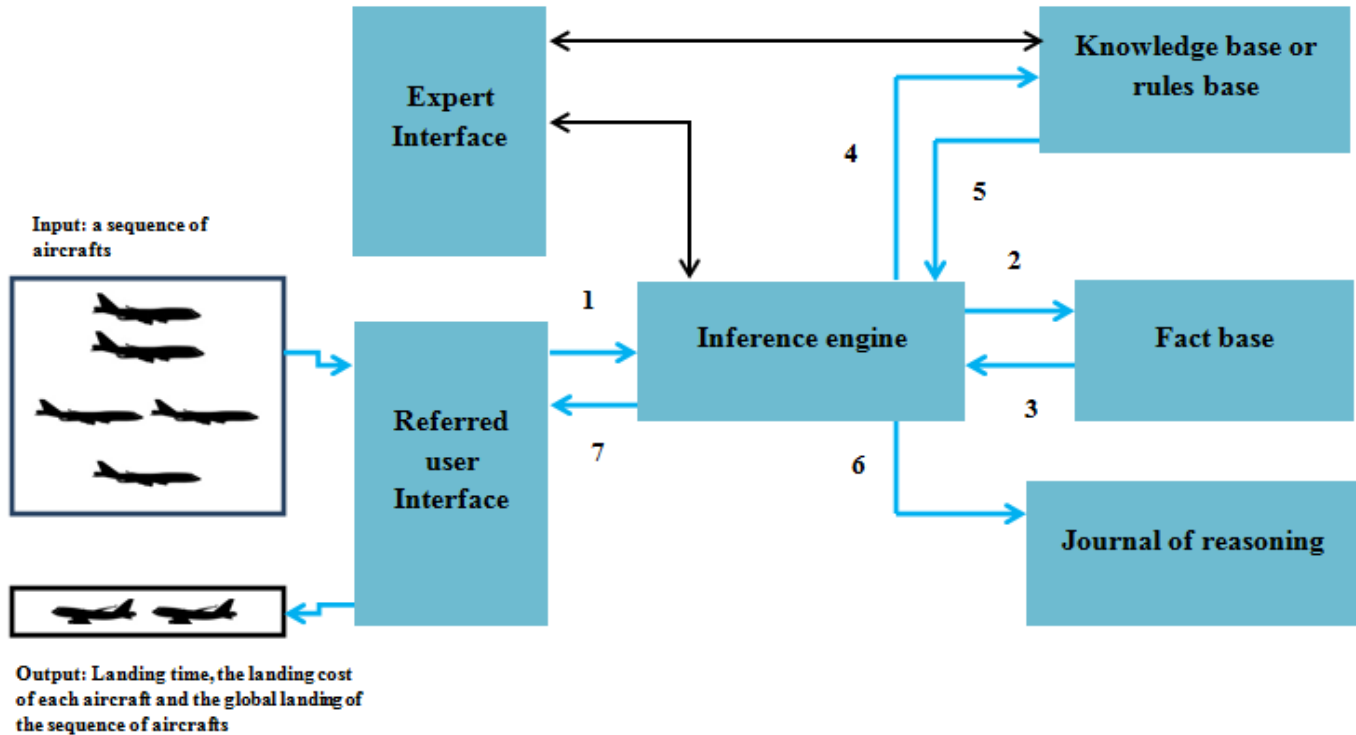 Expert
Interface
Knowledge base or
rules base
4
5
Input: a sequence of
aircrafts
2
1
Inference engine
Fact base
3
Referred
user
Interface
7
6
Journal of reasoning
Output: Landing time, the landing cost
of each aircraft and the global landing of
the sequence of aircrafts